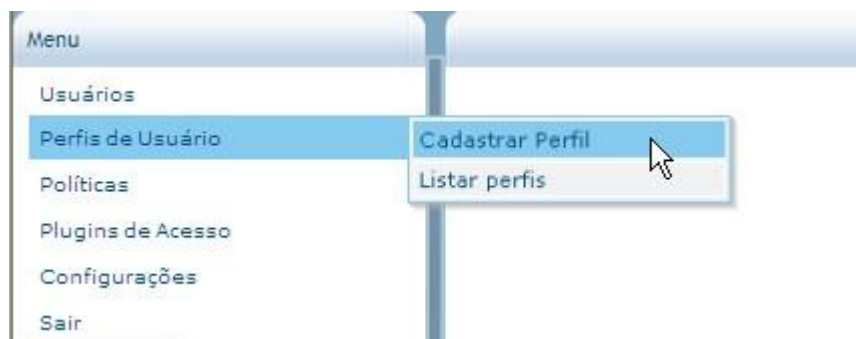 Menu
Usuários
Perfis de Usuário
Cadastrar Perfil
Listar perfis
Políticas
Plugins de Acesso
Configurações
Sair